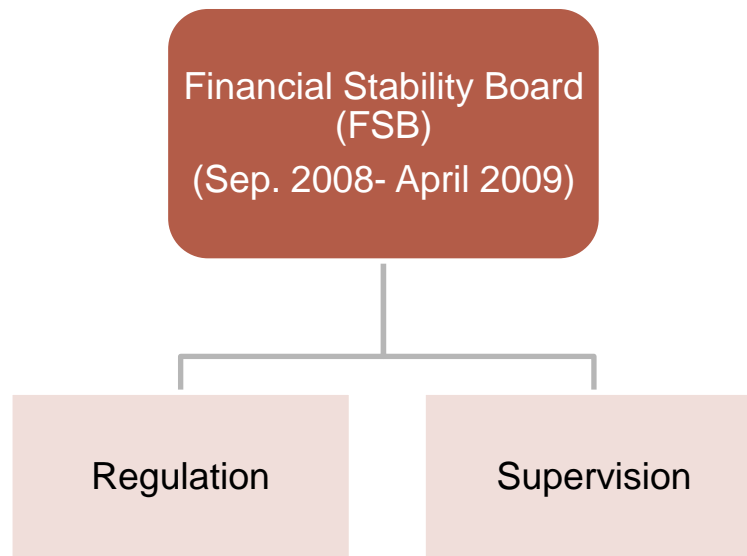 Financial Stability Board
(FSB)
(Sep. 2008- April 2009)
Regulation
Supervision